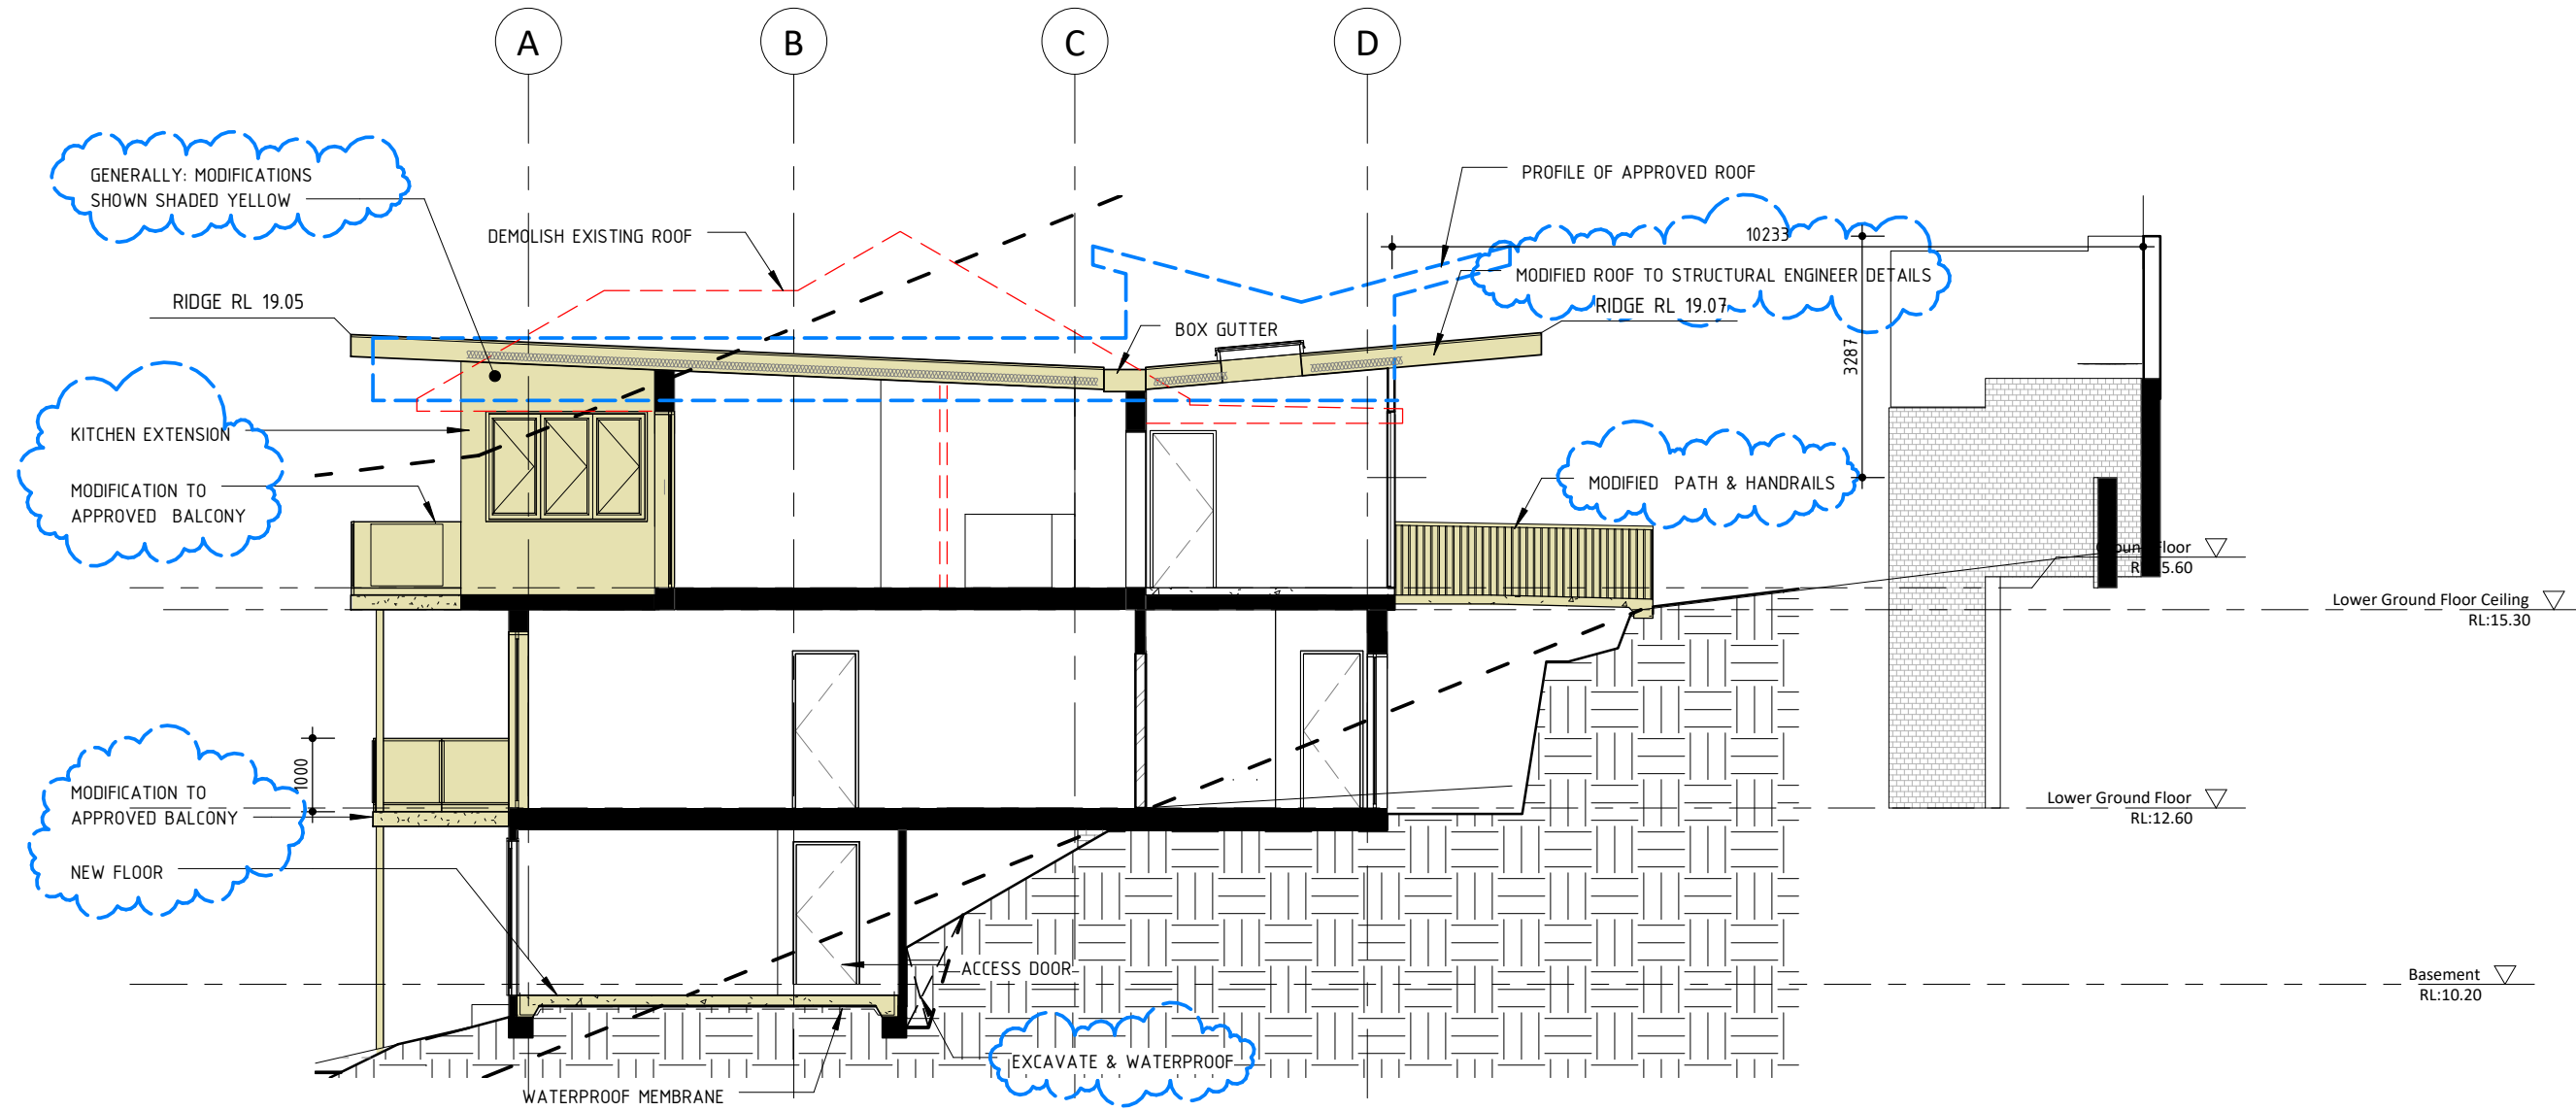 A
B
C
D
GENERALLY: MODIFICATIONS
SHOWN SHADED YELLOW
DEMOLISH EXISTING ROOF
PROFILE OF APPROVED ROOF
10233
MODIFIED ROOF TO STRUCTURAL ENGINEER DETAILS
RIDGE RL 19.05
RIDGE RL 19.07
BOX GUTTER
3287
KITCHEN EXTENSION
MODIFICATION TO
APPROVED BALCONY
MODIFIED PATH & HANDRAILS
Floor
5.60
Lower Ground Floor Ceiling
RL:15.30
1000
MODIFICATION TO
APPROVED BALCONY
Lower Ground Floor
RL:12.60
NEW FLOOR
ACCESS DOOR
Basement
RL:10.20
EXCAVATE & WATERPROOF
WATERPROOF MEMBRANE